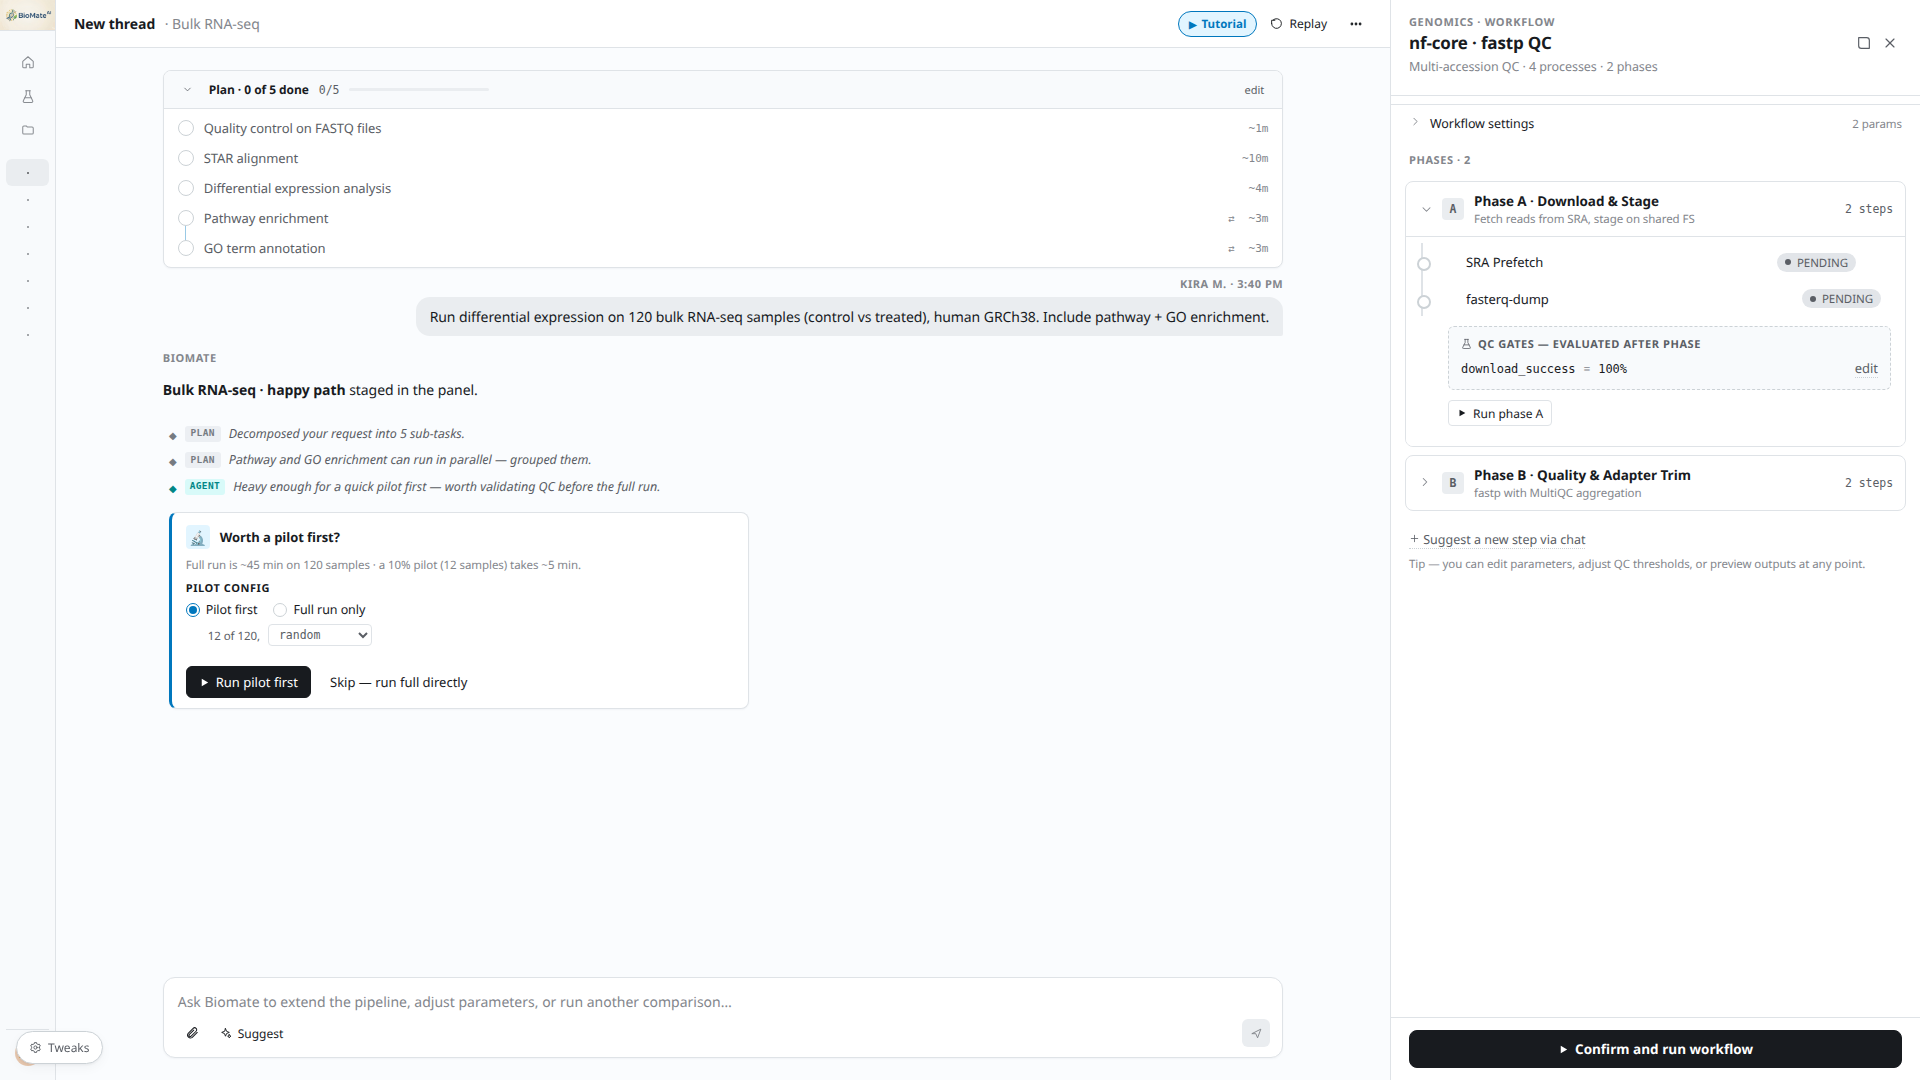 BioMate
New thread · Bulk RNA-seq
Tutorial
Replay
Plan · 0 of 5 done 0/5
edit
Quality control on FASTQ files ~1m
STAR alignment ~10m
Differential expression analysis ~4m
Pathway enrichment ⇄ ~3m
GO term annotation ⇄ ~3m
KIRA M. · 3:40 PM
Run differential expression on 120 bulk RNA-seq samples (control vs treated), human GRCh38. Include pathway + GO enrichment.
BIOMATE
Bulk RNA-seq · happy path staged in the panel.
PLAN Decomposed your request into 5 sub-tasks.
PLAN Pathway and GO enrichment can run in parallel — grouped them.
AGENT Heavy enough for a quick pilot first — worth validating QC before the full run.
Worth a pilot first?
Full run is ~45 min on 120 samples · a 10% pilot (12 samples) takes ~5 min.
PILOT CONFIG
Pilot first Full run only
12 of 120, random
Run pilot first Skip — run full directly
Ask Biomate to extend the pipeline, adjust parameters, or run another comparison…
Suggest
Tweaks
GENOMICS · WORKFLOW
nf-core · fastp QC
Multi-accession QC · 4 processes · 2 phases
Workflow settings 2 params
PHASES · 2
A Phase A · Download & Stage 2 steps
Fetch reads from SRA, stage on shared FS
SRA Prefetch PENDING
fasterq-dump PENDING
QC GATES — EVALUATED AFTER PHASE
download_success = 100% edit
Run phase A
B Phase B · Quality & Adapter Trim 2 steps
fastp with MultiQC aggregation
+ Suggest a new step via chat
Tip — you can edit parameters, adjust QC thresholds, or preview outputs at any point.
Confirm and run workflow